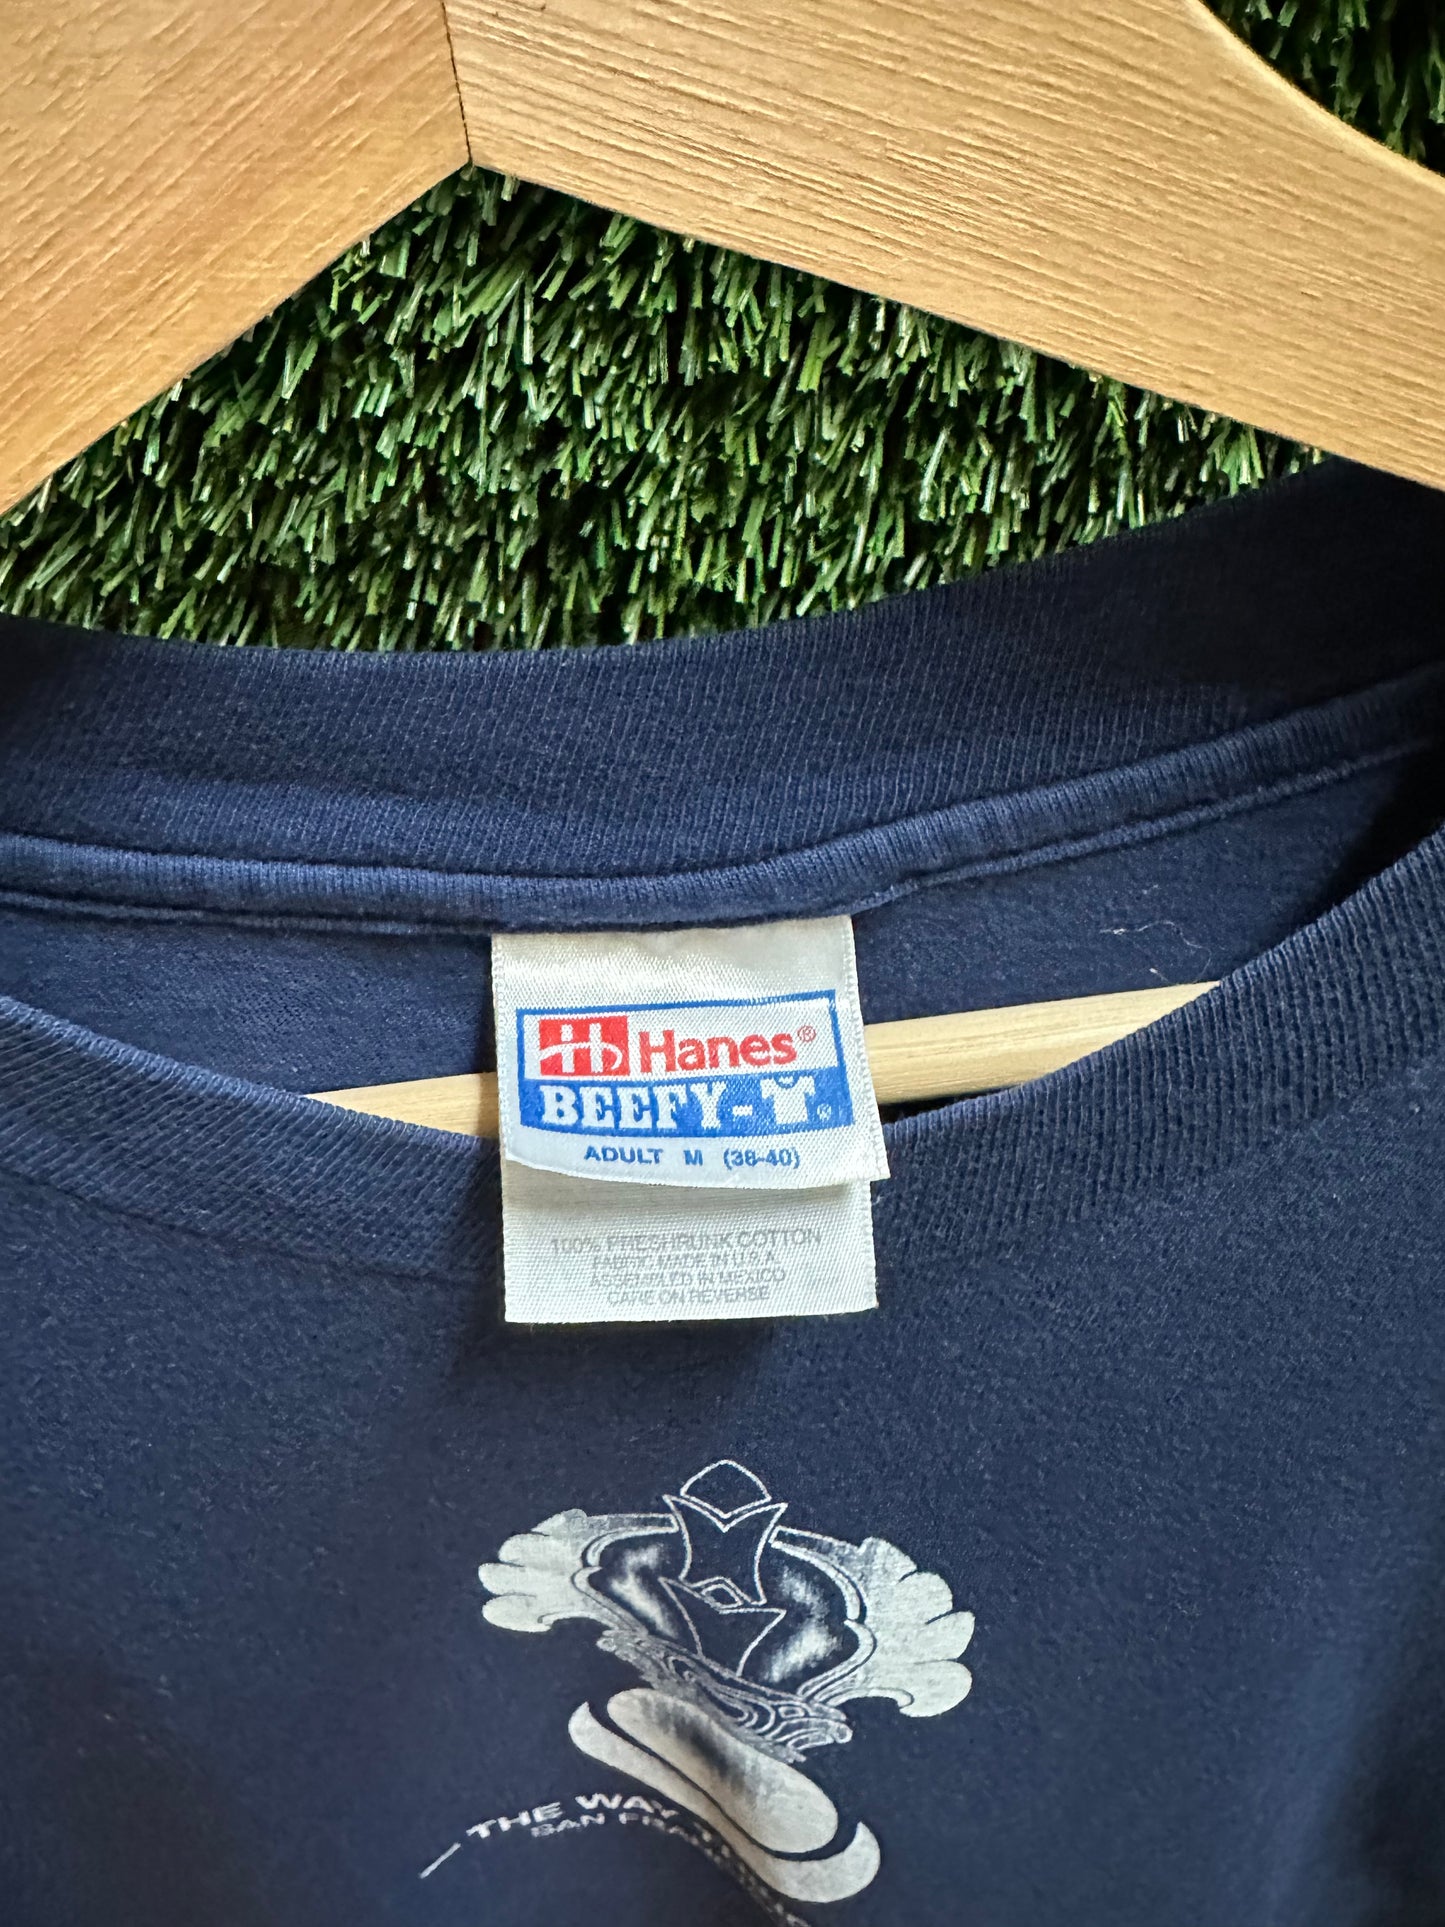 Hanes®
BEEFY-T®
ADULT M (38-40)
100% PRESHRUNK COTTON
FABRIC MADE IN U.S.A.
ASSEMBLED IN MEXICO
CARE ON REVERSE
THE WAY
SAN